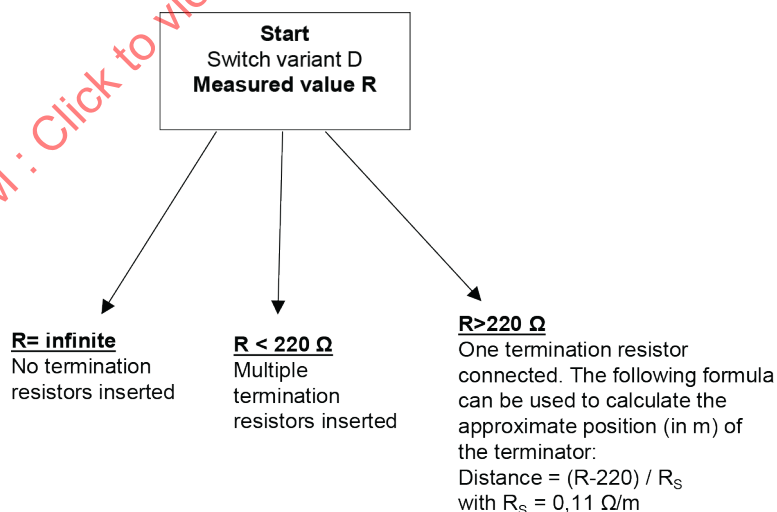 Start
Switch variant D
Measured value R
: Click to
R= infinite
No termination
resistors inserted
R < 220 Ω
Multiple
termination
resistors inserted
R>220 Ω
One termination resistor
connected. The following formula
can be used to calculate the
approximate position (in m) of
the terminator:
Distance = (R-220) / RS
with RS = 0,11 Ω/m